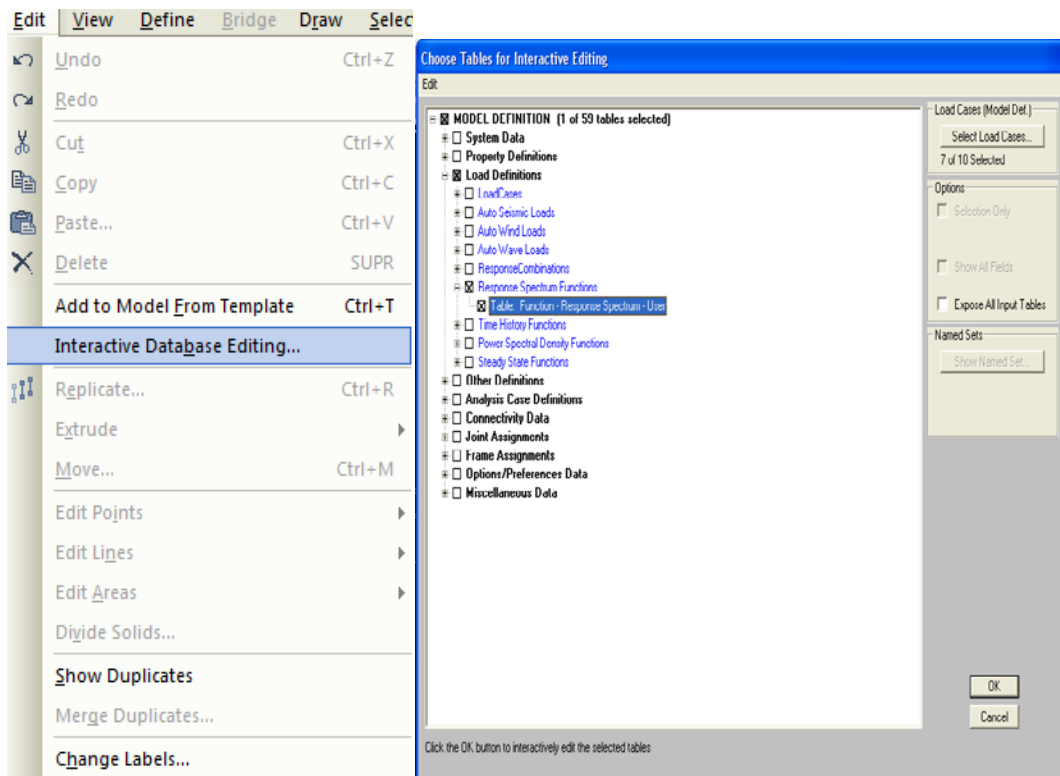 Edit View Define Bridge Draw Selec
Undo Ctrl+Z
Redo
Cut Ctrl+X
Copy Ctrl+C
Paste... Ctrl+V
Delete SUPR
Add to Model From Template Ctrl+T
Interactive Database Editing...
Replicate... Ctrl+R
Extrude
Move... Ctrl+M
Edit Points
Edit Lines
Edit Areas
Divide Solids...
Show Duplicates
Merge Duplicates...
Change Labels...
Choose Tables for Interactive Editing
Edit
MODEL DEFINITION (1 of 59 tables selected)
System Data
Property Definitions
Load Definitions
LoadCases
Auto Seismic Loads
Auto Wind Loads
Auto Wave Loads
ResponseCombinations
Response Spectrum Functions
Table: Function - Response Spectrum - User
Time History Functions
Power Spectral Density Functions
Steady State Functions
Other Definitions
Analysis Case Definitions
Connectivity Data
Joint Assignments
Frame Assignments
Options/Preferences Data
Miscellaneous Data
Load Cases (Model Def.)
Select Load Cases...
7 of 10 Selected
Options
Selection Only
Show All Fields
Expose All Input Tables
Named Sets
Show Named Set...
OK
Cancel
Click the OK button to interactively edit the selected tables